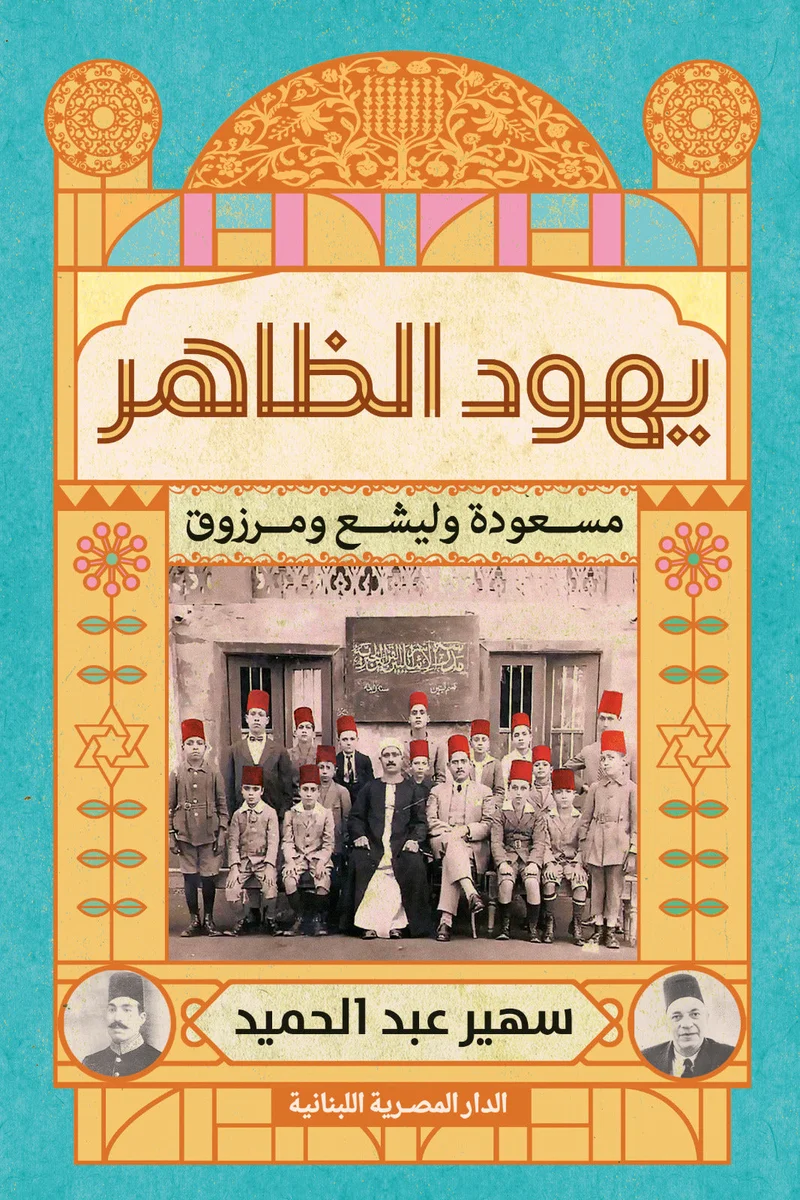 يهود الظاهر
مسعودة وليشع ومرزوق
سهير عبد الحميد
الدار المصرية اللبنانية